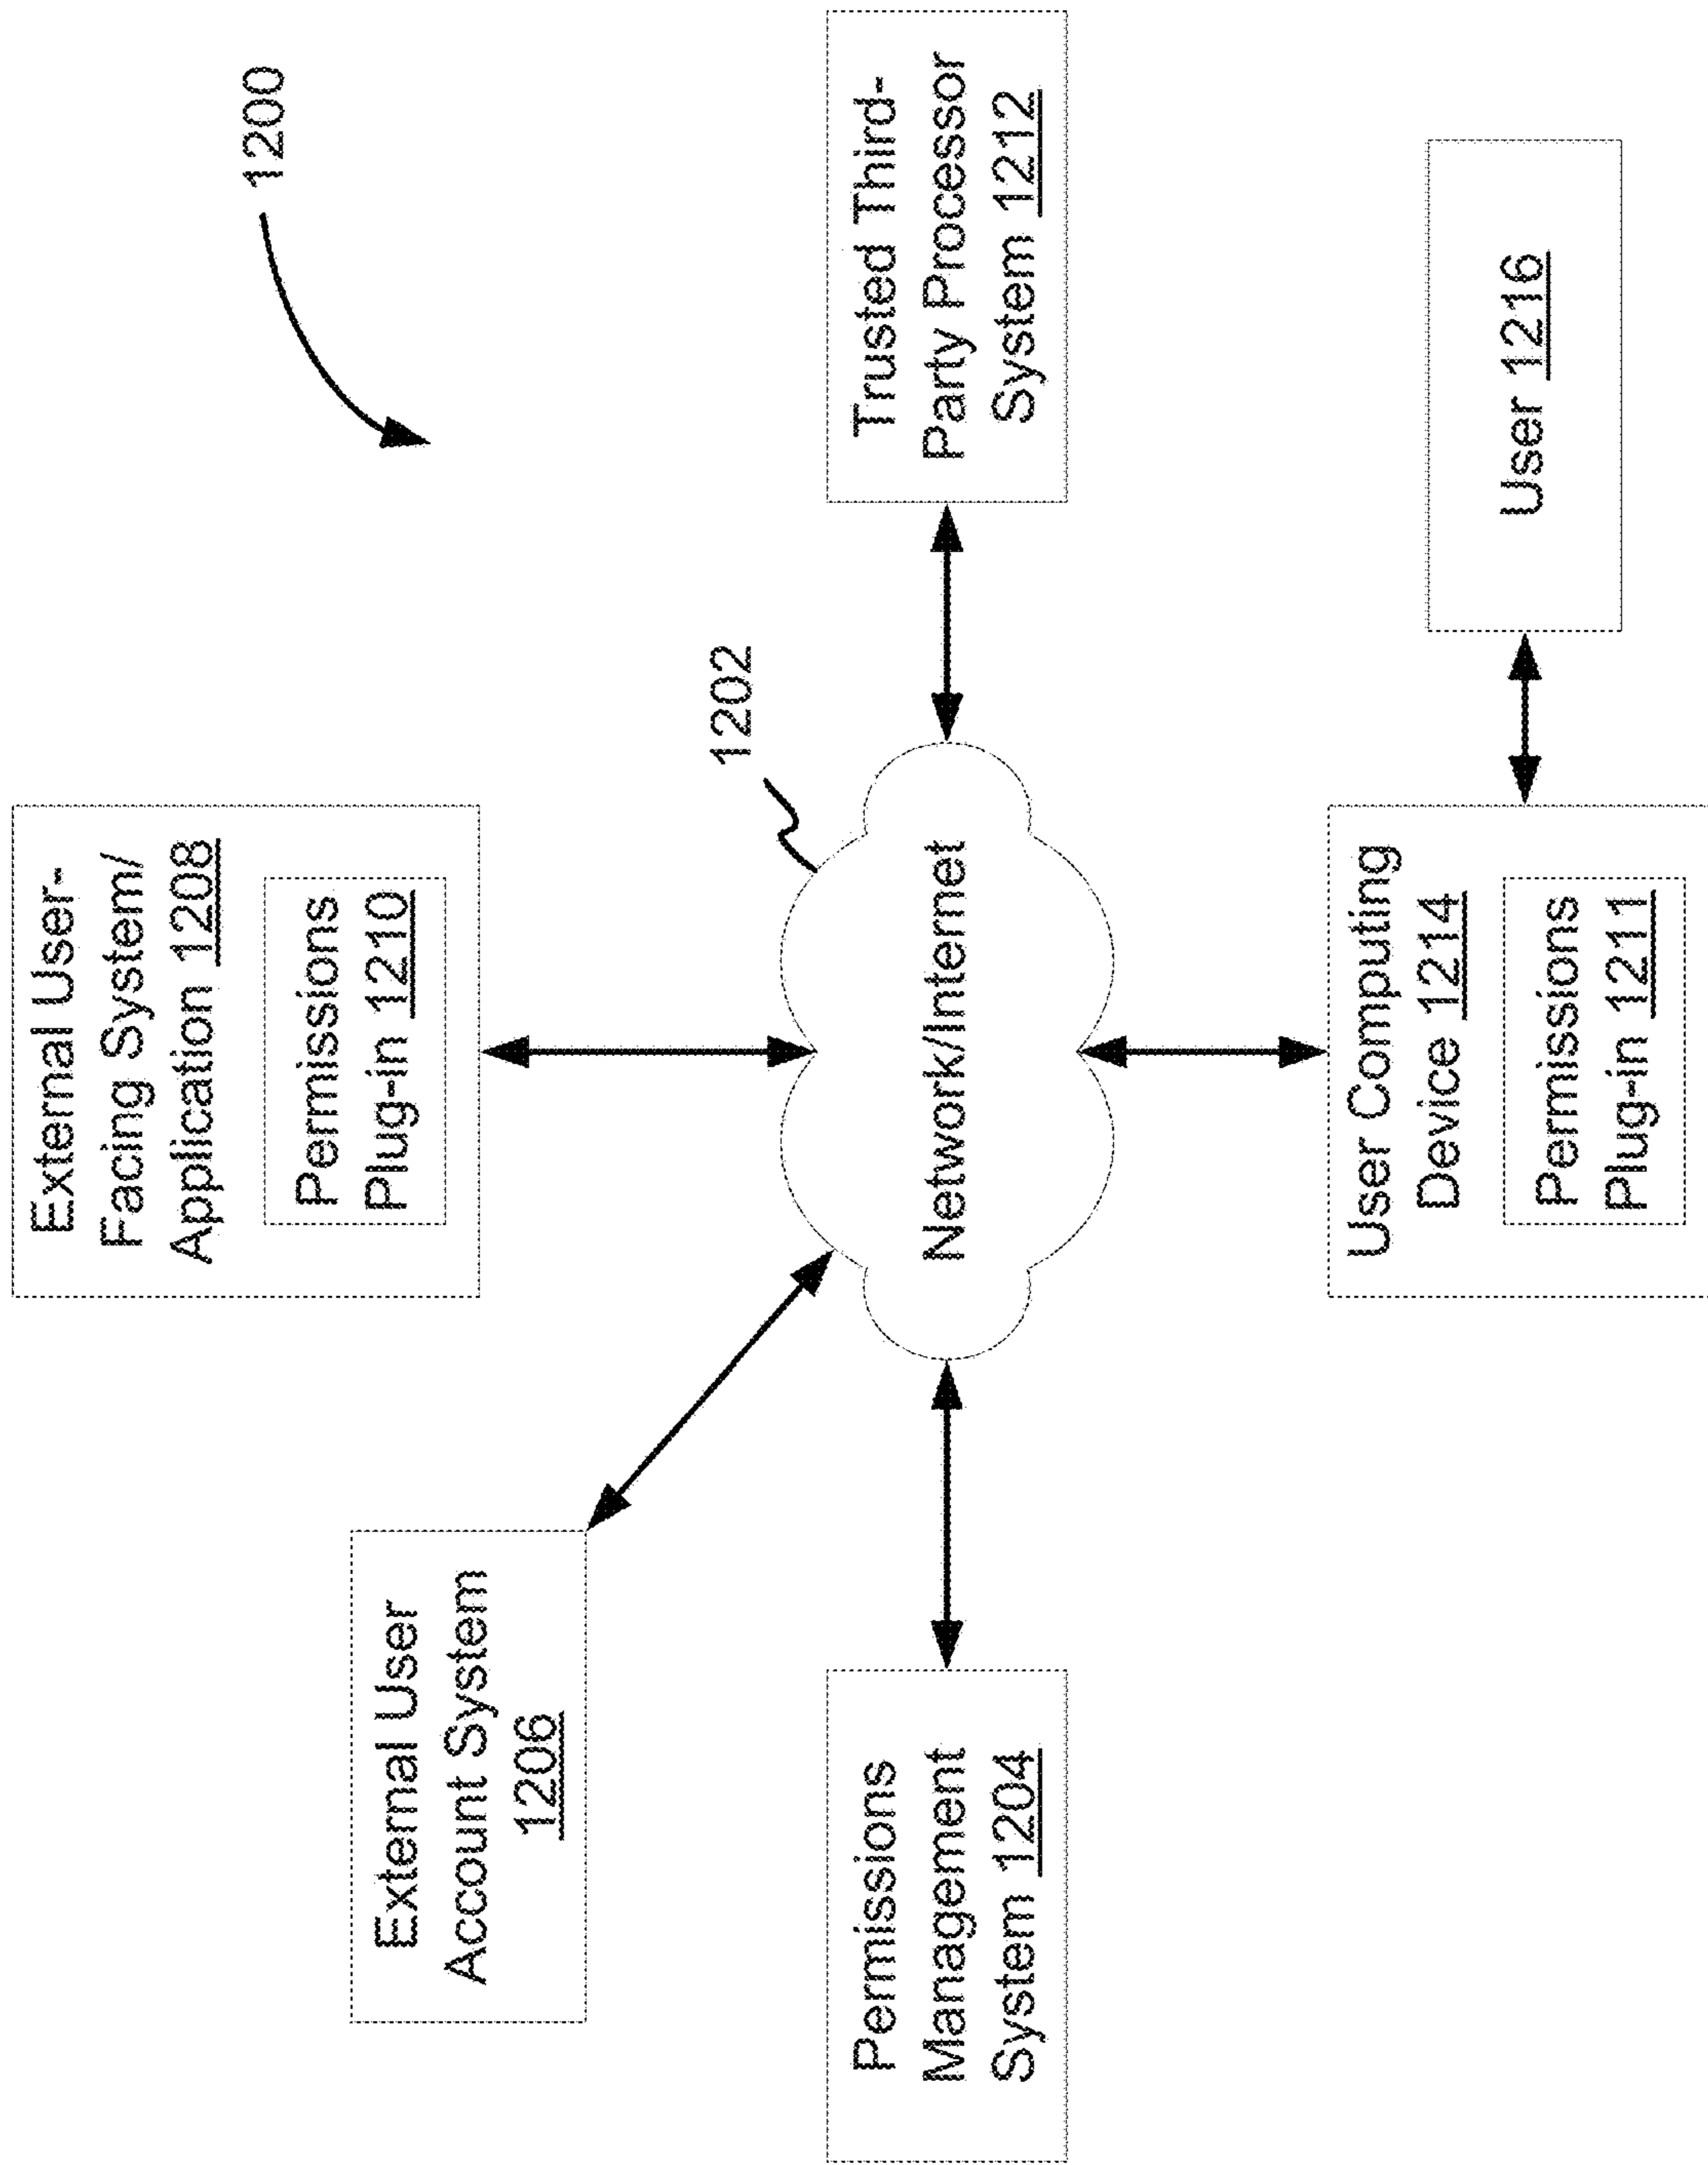 1200
External User-
Facing System/
Application 1208
Permissions
Plug-in 1210
External User
Account System
1206
1202
Trusted Third-
Party Processor
System 1212
Network/Internet
Permissions
Management
System 1204
User Computing
Device 1214
Permissions
Plug-in 1211
User 1216